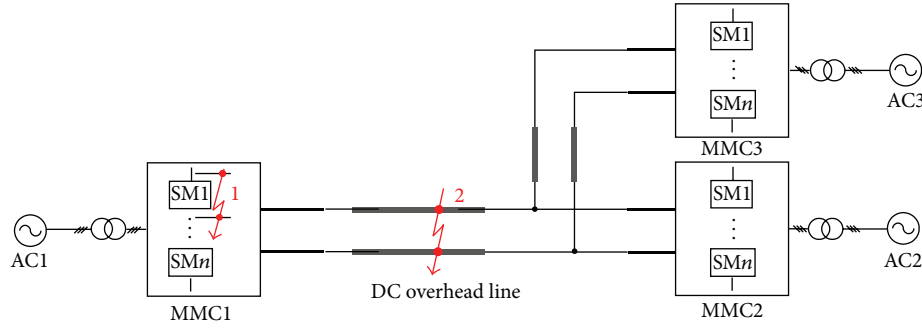 SM1
⋮
SMn
MMC3
AC3
1
SM1
⋮
SMn
MMC1
AC1
2
DC overhead line
SM1
⋮
SMn
MMC2
AC2